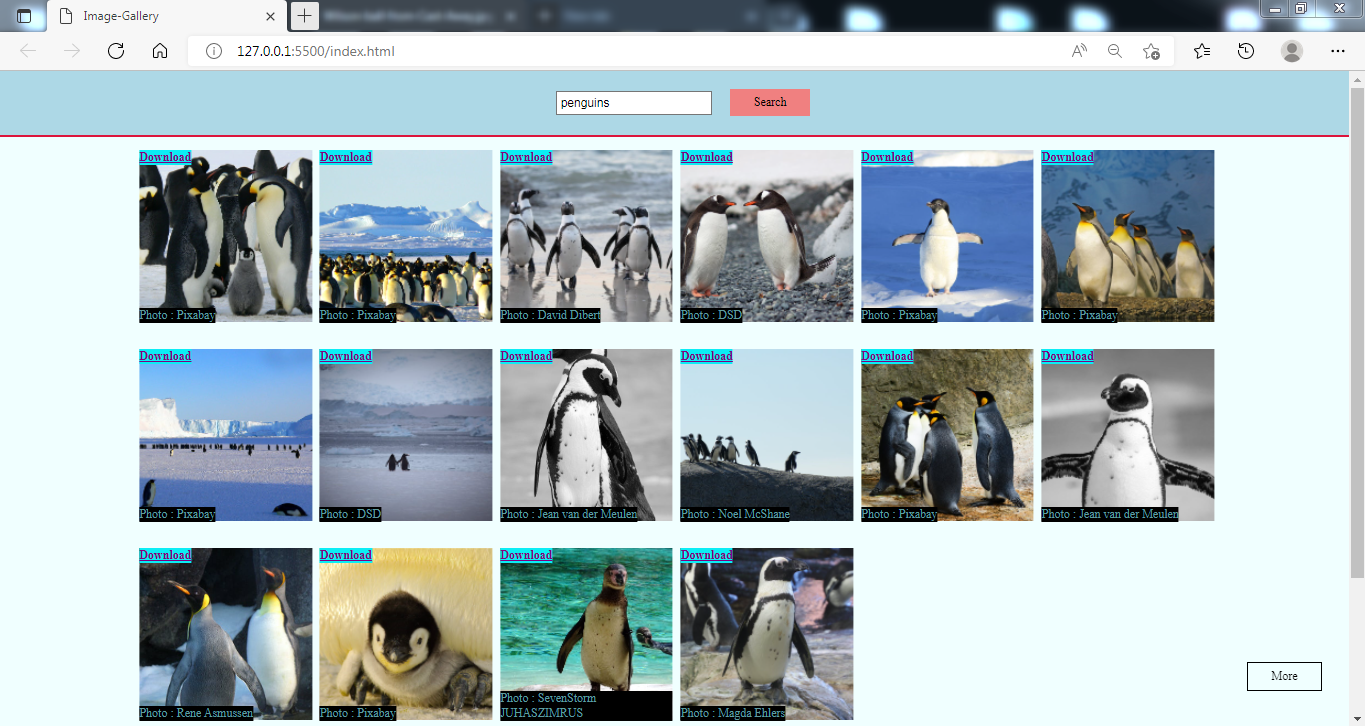 Image-Gallery
127.0.0.1:5500/index.html
penguins
Search
Download
Download
Download
Download
Download
Download
Photo : Pixabay
Photo : Pixabay
Photo : David Dibert
Photo : DSD
Photo : Pixabay
Photo : Pixabay
Download
Download
Download
Download
Download
Download
Photo : Pixabay
Photo : DSD
Photo : Jean van der Meulen
Photo : Noel McShane
Photo : Pixabay
Photo : Jean van der Meulen
Download
Download
Download
Download
More
Photo : Rene Asmussen
Photo : Pixabay
Photo : SevenStorm
JUHASZIMRUS
Photo : Magda Ehlers